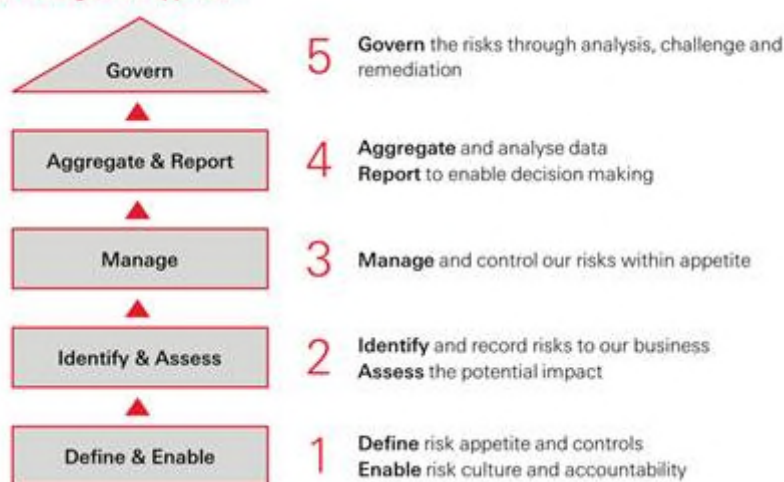 Govern
5
Govern the risks through analysis, challenge and
remediation
Aggregate & Report
4
Aggregate and analyse data
Report to enable decision making
Manage
3
Manage and control our risks within appetite
Identify & Assess
2
Identify and record risks to our business
Assess the potential impact
Define & Enable
1
Define risk appetite and controls
Enable risk culture and accountability